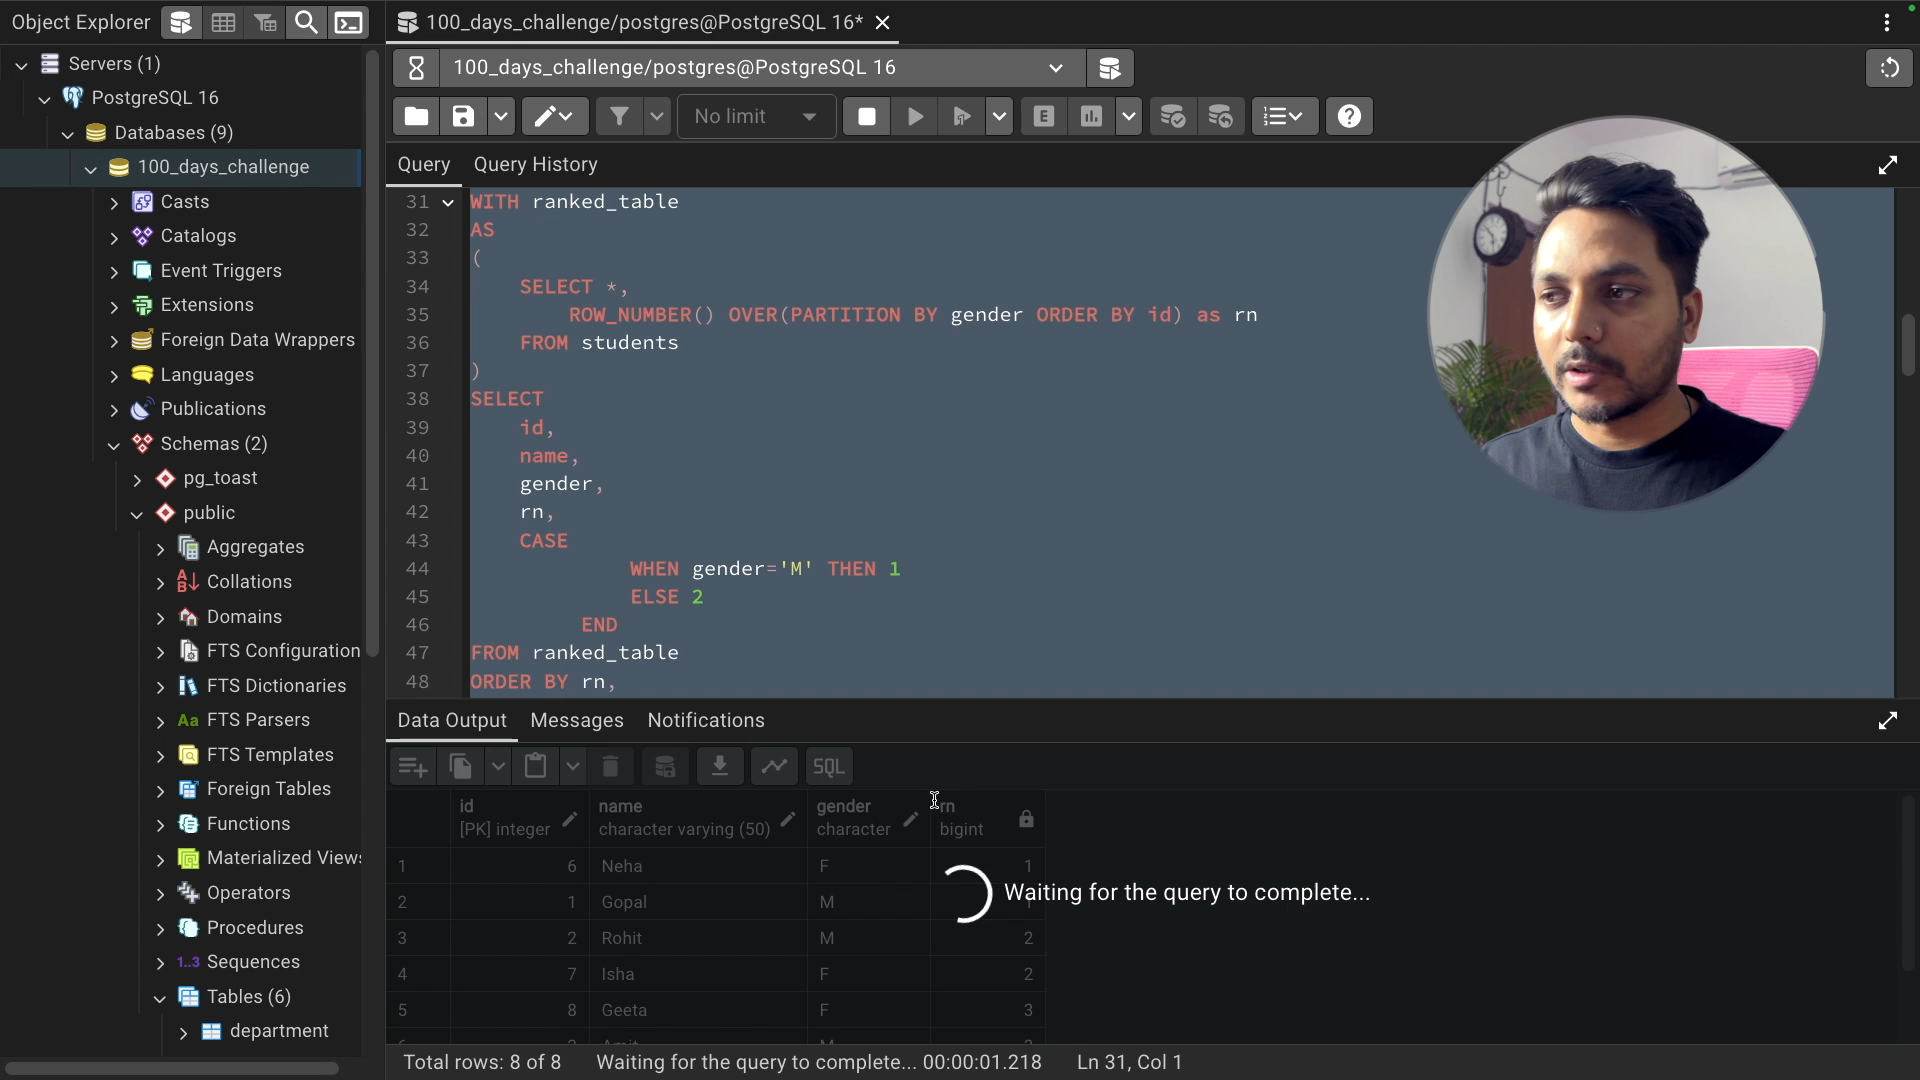 Object Explorer
100_days_challenge/postgres@PostgreSQL 16*
Servers (1)
PostgreSQL 16
Databases (9)
100_days_challenge
Casts
Catalogs
Event Triggers
Extensions
Foreign Data Wrappers
Languages
Publications
Schemas (2)
pg_toast
public
Aggregates
Collations
Domains
FTS Configuration
FTS Dictionaries
Aa FTS Parsers
FTS Templates
Foreign Tables
Functions
Materialized Views
Operators
Procedures
1..3 Sequences
Tables (6)
department
100_days_challenge/postgres@PostgreSQL 16
No limit
E
Query Query History
31 WITH ranked_table
32 AS
33 (
34 SELECT *,
35 ROW_NUMBER() OVER(PARTITION BY gender ORDER BY id) as rn
36 FROM students
37 )
38 SELECT
39 id,
40 name,
41 gender,
42 rn,
43 CASE
44 WHEN gender='M' THEN 1
45 ELSE 2
46 END
47 FROM ranked_table
48 ORDER BY rn,
Data Output Messages Notifications
SQL
id name gender rn
[PK] integer character varying (50) character bigint
1 6 Neha F 1
2 1 Gopal M 1
3 2 Rohit M 2
4 7 Isha F 2
5 8 Geeta F 3
Waiting for the query to complete...
Total rows: 8 of 8 Waiting for the query to complete... 00:00:01.218 Ln 31, Col 1